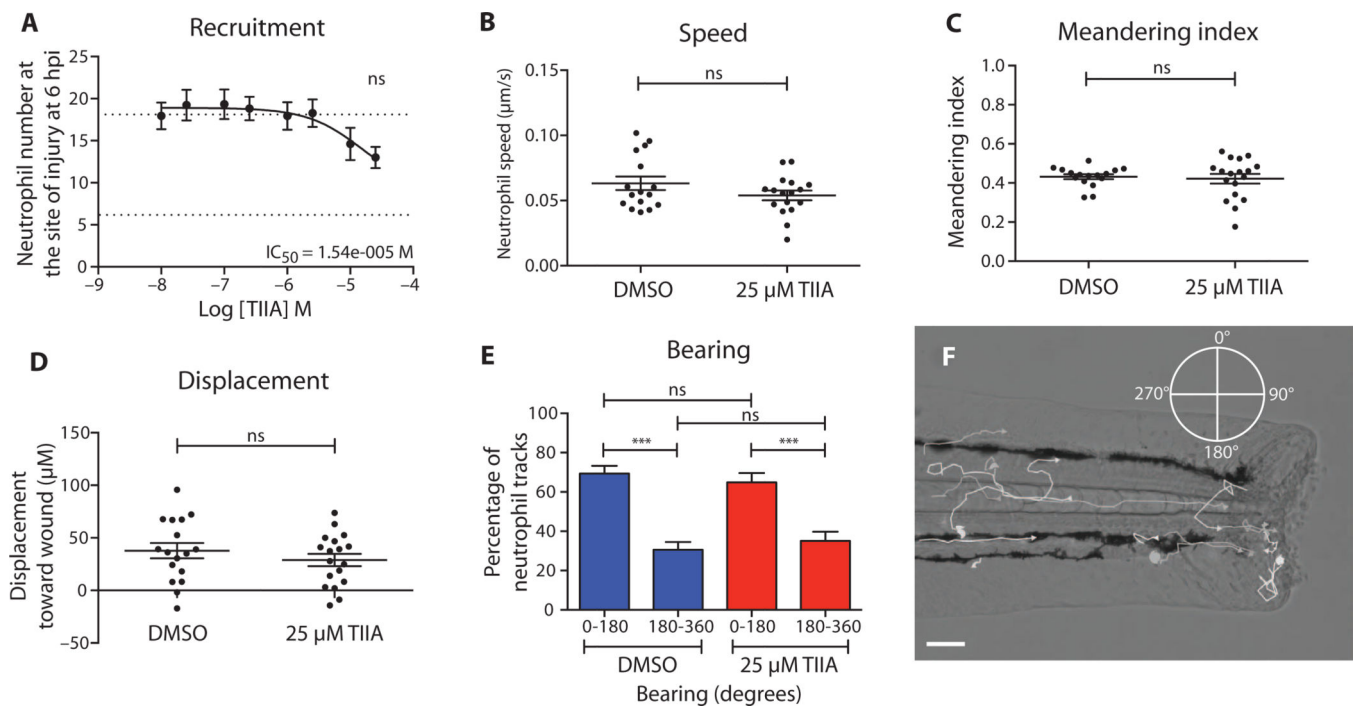 A
Recruitment
Neutrophil number at
the site of injury at 6 hpi
25
20
15
10
5
0
ns
IC50 = 1.54e-005 M
–9
–8
–7
–6
–5
–4
Log [TIIA] M
B
Speed
Neutrophil speed (µm/s)
0.15
0.10
0.05
0.00
ns
DMSO
25 µM TIIA
C
Meandering index
Meandering index
1.0
0.8
0.6
0.4
0.2
0.0
ns
DMSO
25 µM TIIA
D
Displacement
Displacement
toward wound (µM)
150
100
50
0
–50
ns
DMSO
25 µM TIIA
E
Bearing
Percentage of
neutrophil tracks
100
80
60
40
20
0
ns
ns
***
***
0-180
180-360
0-180
180-360
DMSO
25 µM TIIA
Bearing (degrees)
F
0°
270°
90°
180°